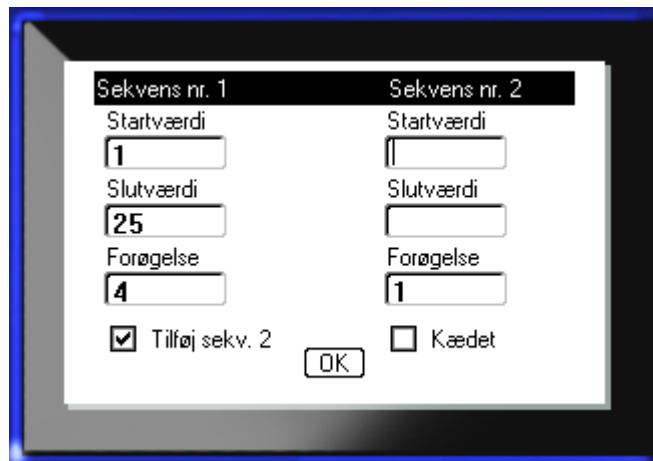 Sekvens nr. 1 Sekvens nr. 2
Startværdi Startværdi
1
Slutværdi Slutværdi
25
Forøgelse Forøgelse
4 1
Tilføj sekv. 2 Kædet
OK